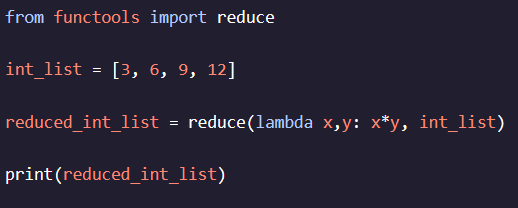 from functools import reduce
int_list = [3, 6, 9, 12]
reduced_int_list = reduce(lambda x,y: x*y, int_list)
print(reduced_int_list)